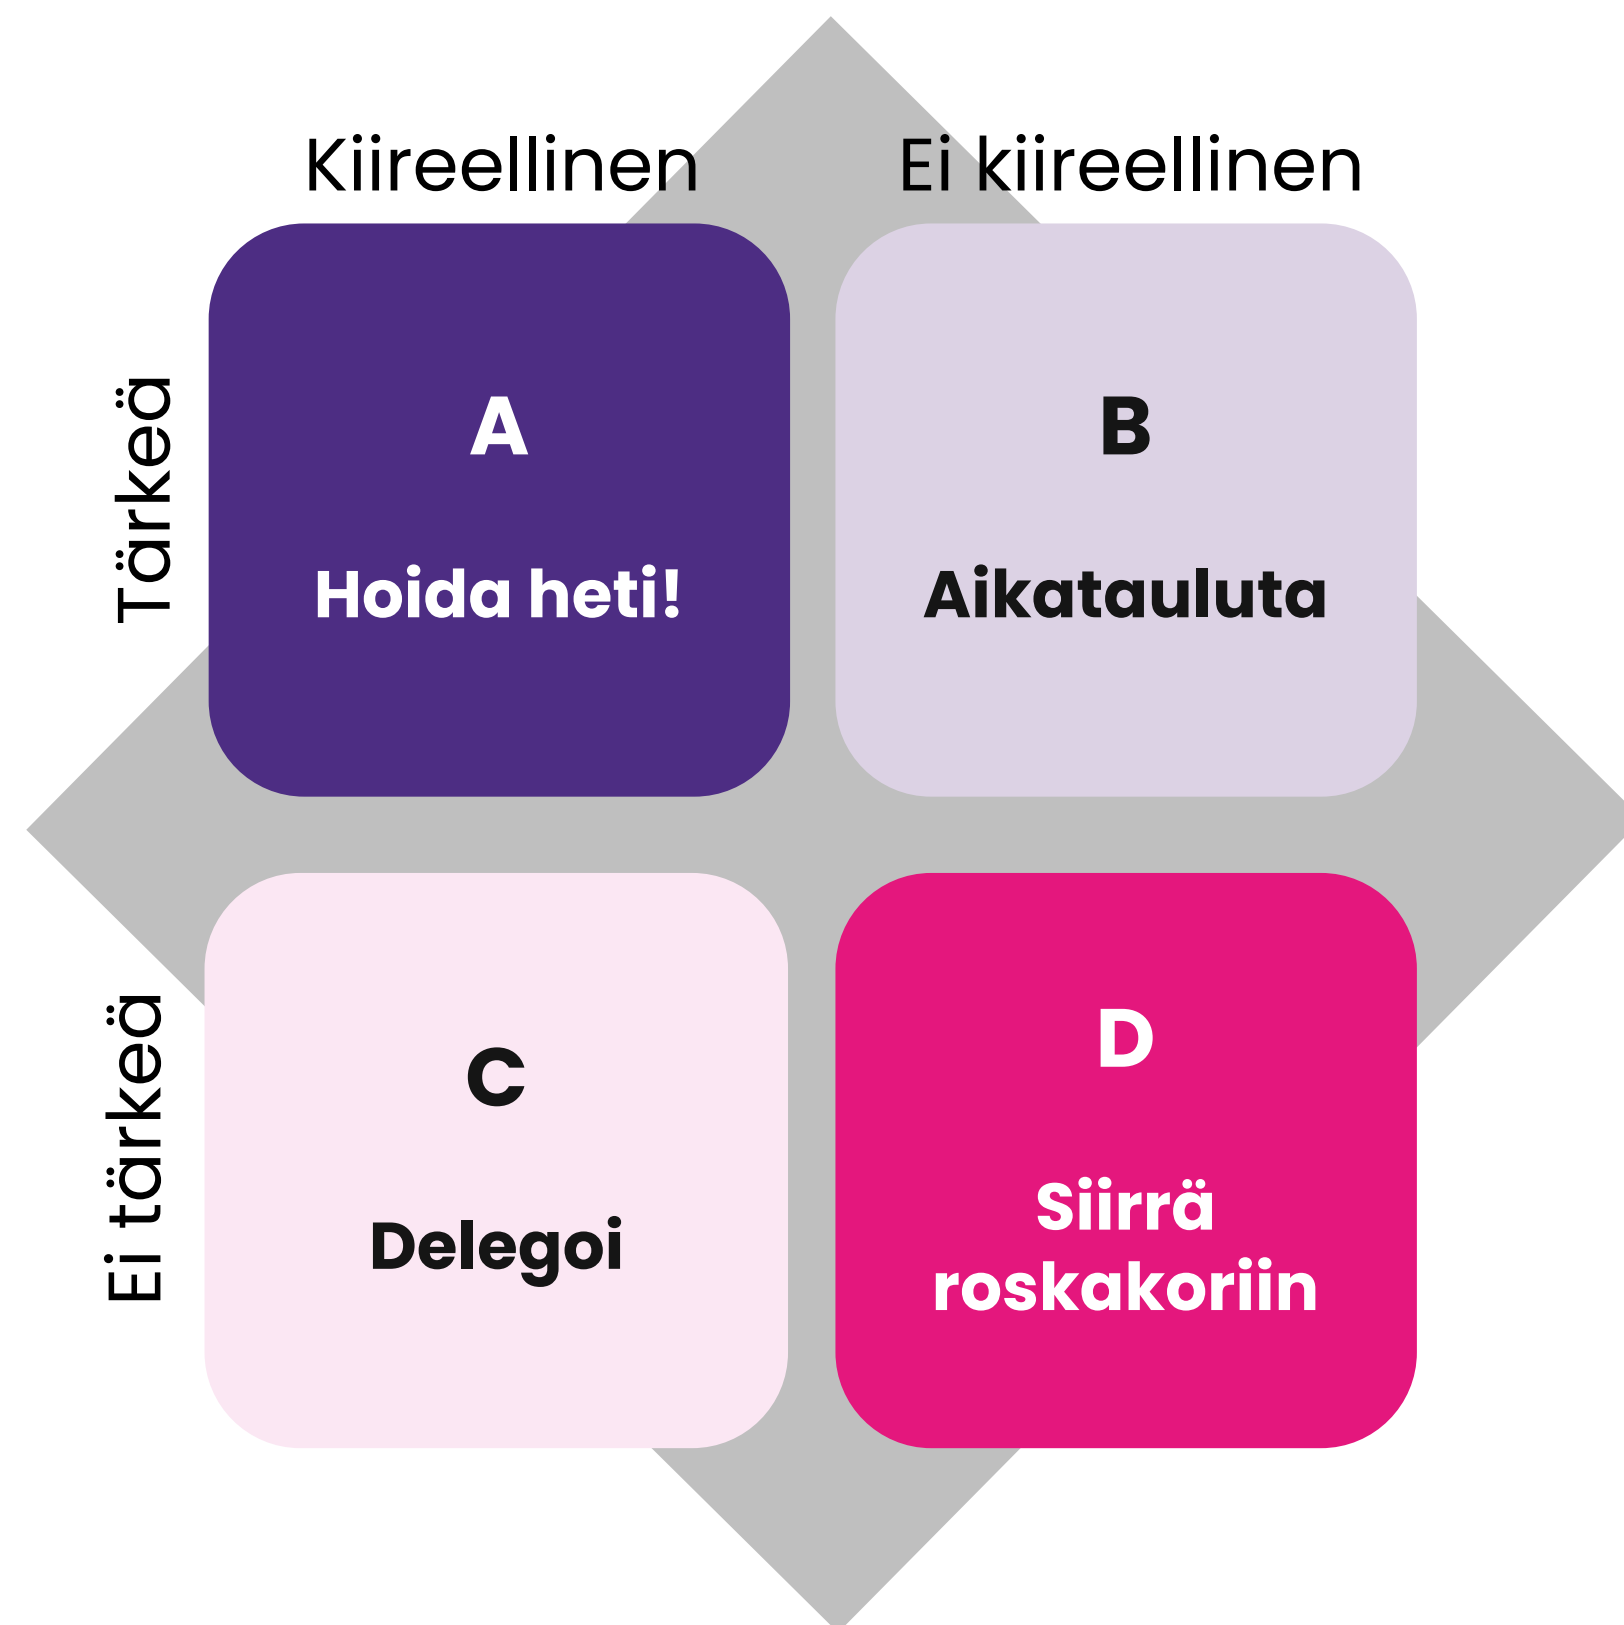 Kiireellinen
Ei kiireellinen
Tärkeä
A
Hoida heti!
B
Aikatauluta
Ei tärkeä
C
Delegoi
D
Siirrä
roskakoriin